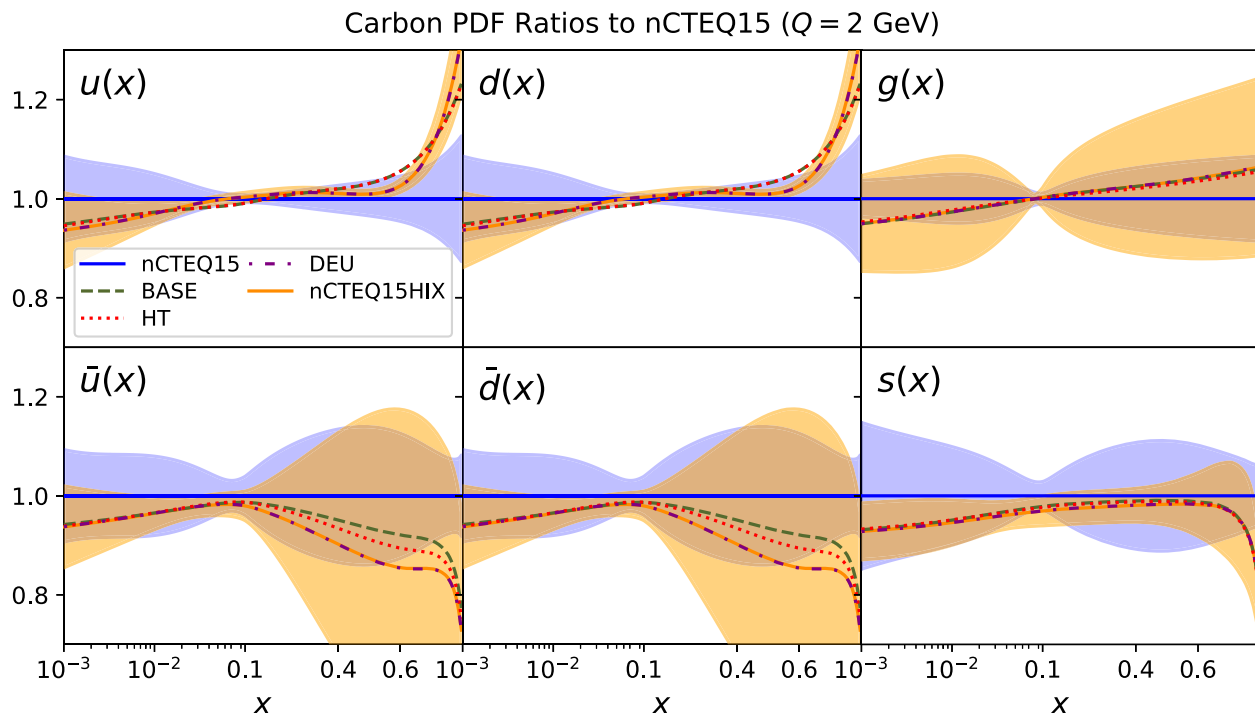 Carbon PDF Ratios to nCTEQ15 (Q = 2 GeV)
u(x)
d(x)
g(x)
1.2
1.0
0.8
nCTEQ15
BASE
HT
DEU
nCTEQ15HIX
ū(x)
d̄(x)
s(x)
1.2
1.0
0.8
10⁻³ 10⁻² 0.1 0.4 0.6 10⁻³ 10⁻² 0.1 0.4 0.6 10⁻³ 10⁻² 0.1 0.4 0.6
x x x